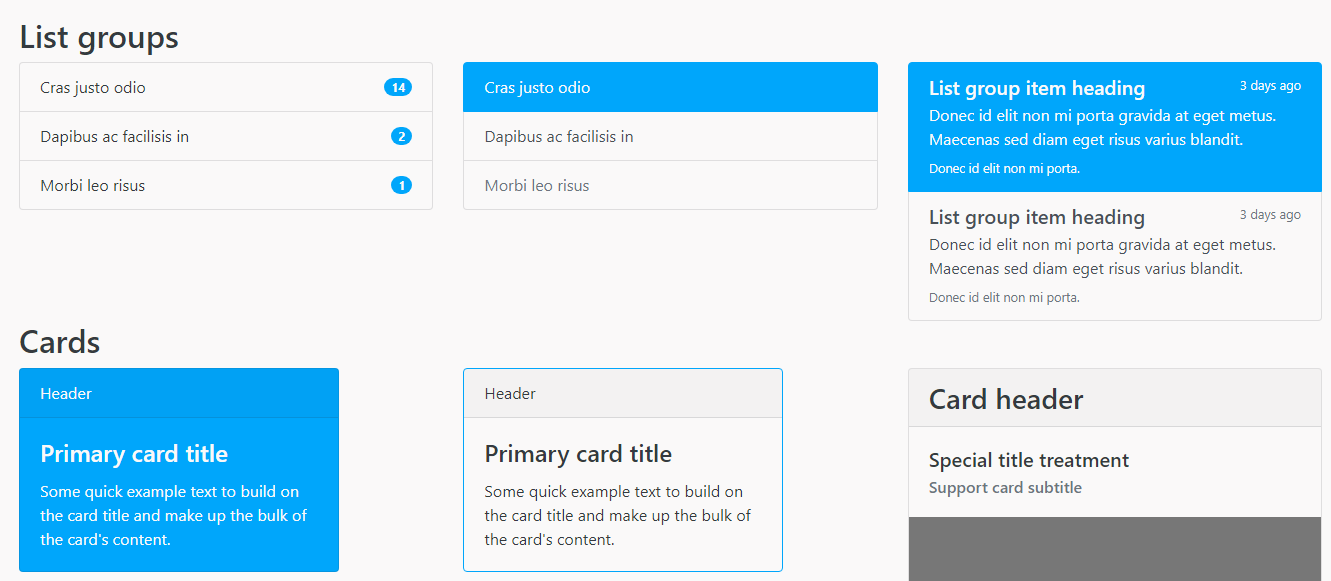 List groups
Cras justo odio 14
Dapibus ac facilisis in 2
Morbi leo risus 1
Cras justo odio
Dapibus ac facilisis in
Morbi leo risus
List group item heading 3 days ago
Donec id elit non mi porta gravida at eget metus.
Maecenas sed diam eget risus varius blandit.
Donec id elit non mi porta.
List group item heading 3 days ago
Donec id elit non mi porta gravida at eget metus.
Maecenas sed diam eget risus varius blandit.
Donec id elit non mi porta.
Cards
Header
Primary card title
Some quick example text to build on
the card title and make up the bulk of
the card's content.
Header
Primary card title
Some quick example text to build on
the card title and make up the bulk of
the card's content.
Card header
Special title treatment
Support card subtitle